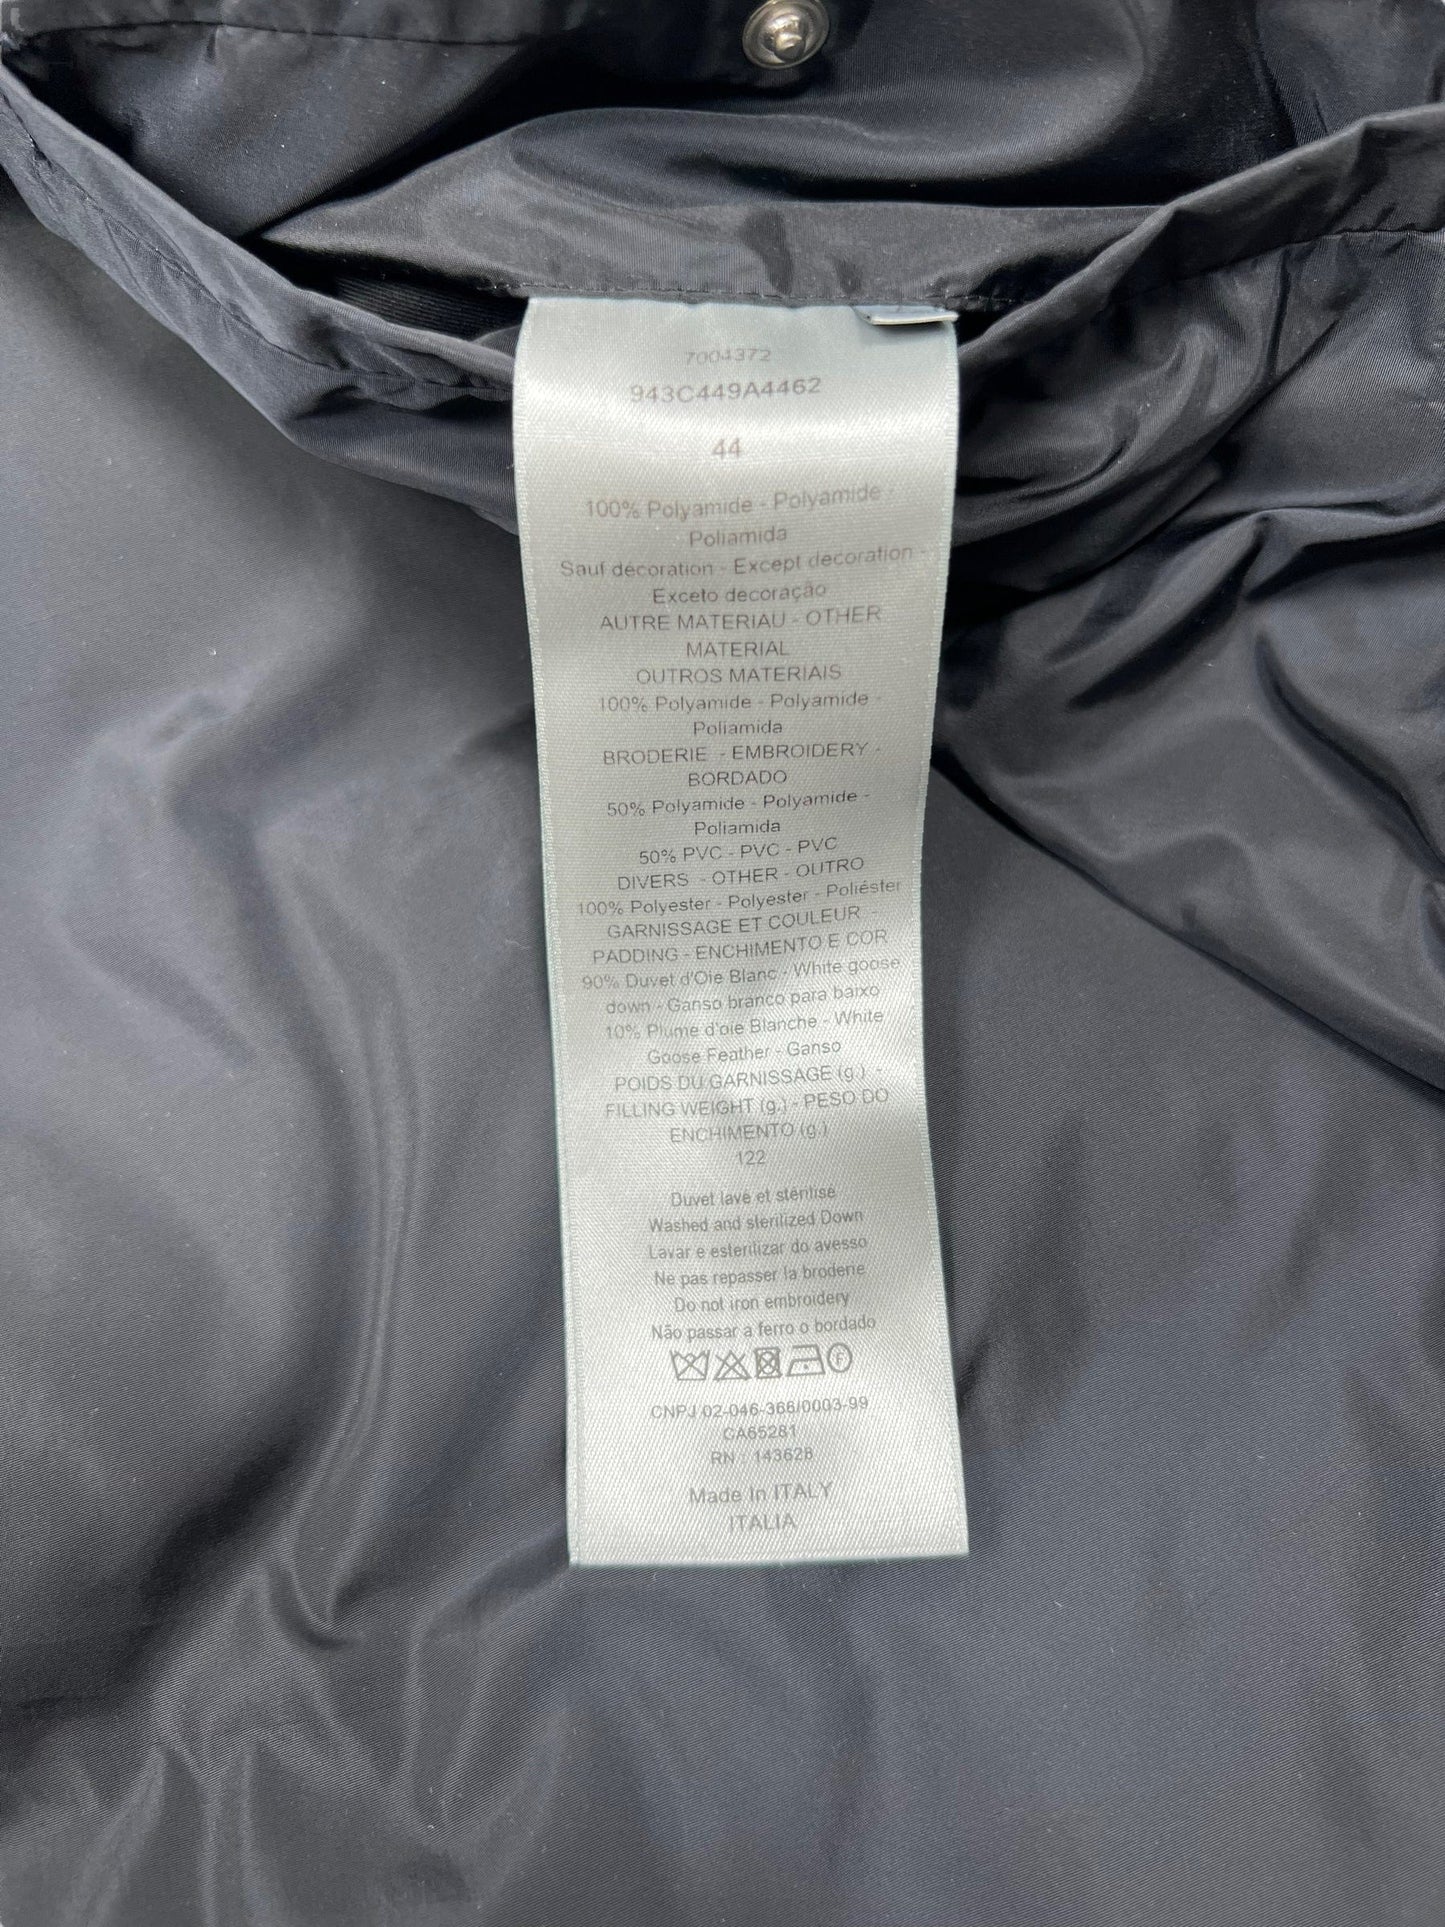 7004372
943C449A4462
44
100% Polyamide - Polyamide -
Poliamida
Sauf décoration - Except decoration -
Exceto decoração
AUTRE MATERIAU - OTHER
MATERIAL
OUTROS MATERIAIS
100% Polyamide - Polyamide -
Poliamida
BRODERIE - EMBROIDERY -
BORDADO
50% Polyamide - Polyamide -
Poliamida
50% PVC - PVC - PVC
DIVERS - OTHER - OUTRO
100% Polyester - Polyester - Poliéster
GARNISSAGE ET COULEUR -
PADDING - ENCHIMENTO E COR
90% Duvet d'Oie Blanc - White goose
down - Ganso branco para baixo
10% Plume d'oie Blanche - White
Goose Feather - Ganso
POIDS DU GARNISSAGE (g.) -
FILLING WEIGHT (g.) - PESO DO
ENCHIMENTO (g.)
122
Duvet lavé et stérilisé
Washed and sterilized Down
Lavar e esterilizar do avesso
Ne pas repasser la broderie
Do not iron embroidery
Não passar a ferro o bordado
F
CNPJ 02-046-366/0003-99
CA65281
RN : 143628
Made In ITALY
ITALIA